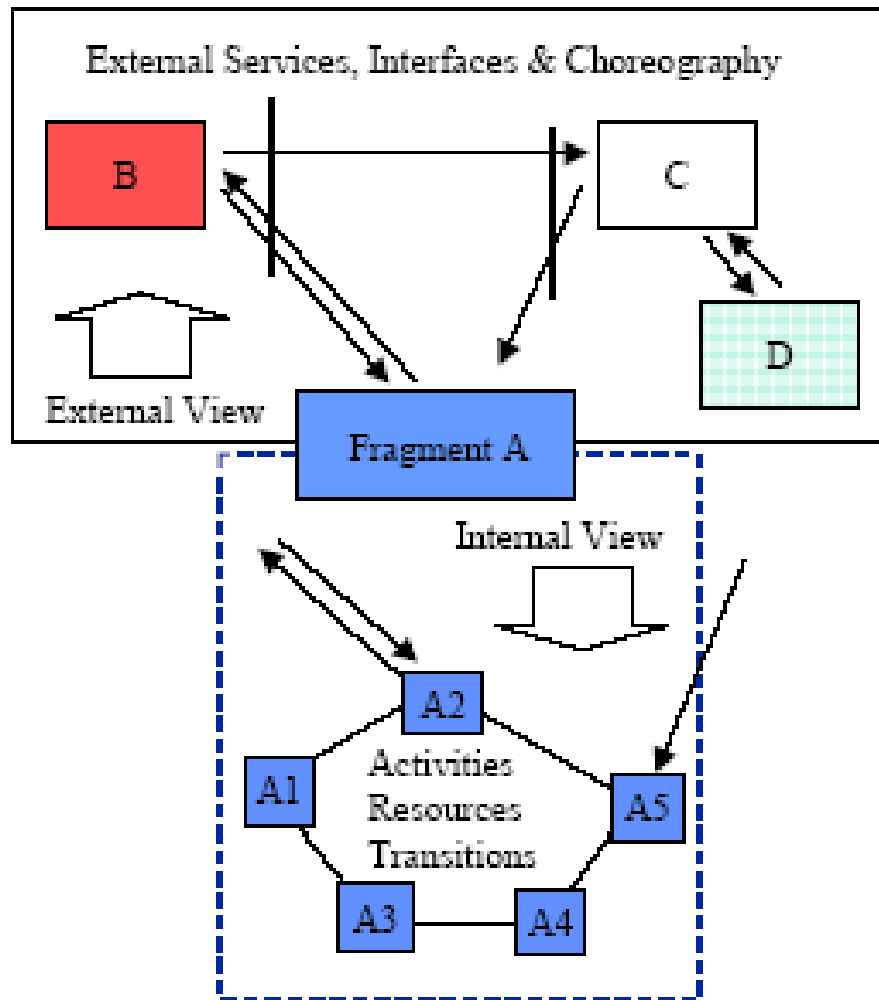 External Services, Interfaces & Choreography
B
C
D
External View
Fragment A
Internal View
A2
Activities
A1
Resources
A5
Transitions
A3
A4